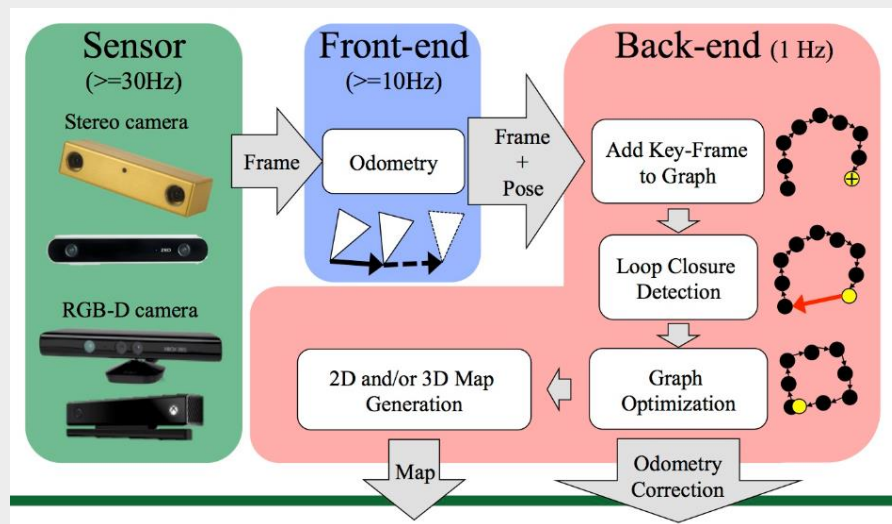 Sensor
(>=30Hz)
Stereo camera
RGB-D camera
Frame
Front-end
(>=10Hz)
Odometry
Frame
+
Pose
Back-end (1 Hz)
Add Key-Frame
to Graph
Loop Closure
Detection
Graph
Optimization
2D and/or 3D Map
Generation
Map
Odometry
Correction